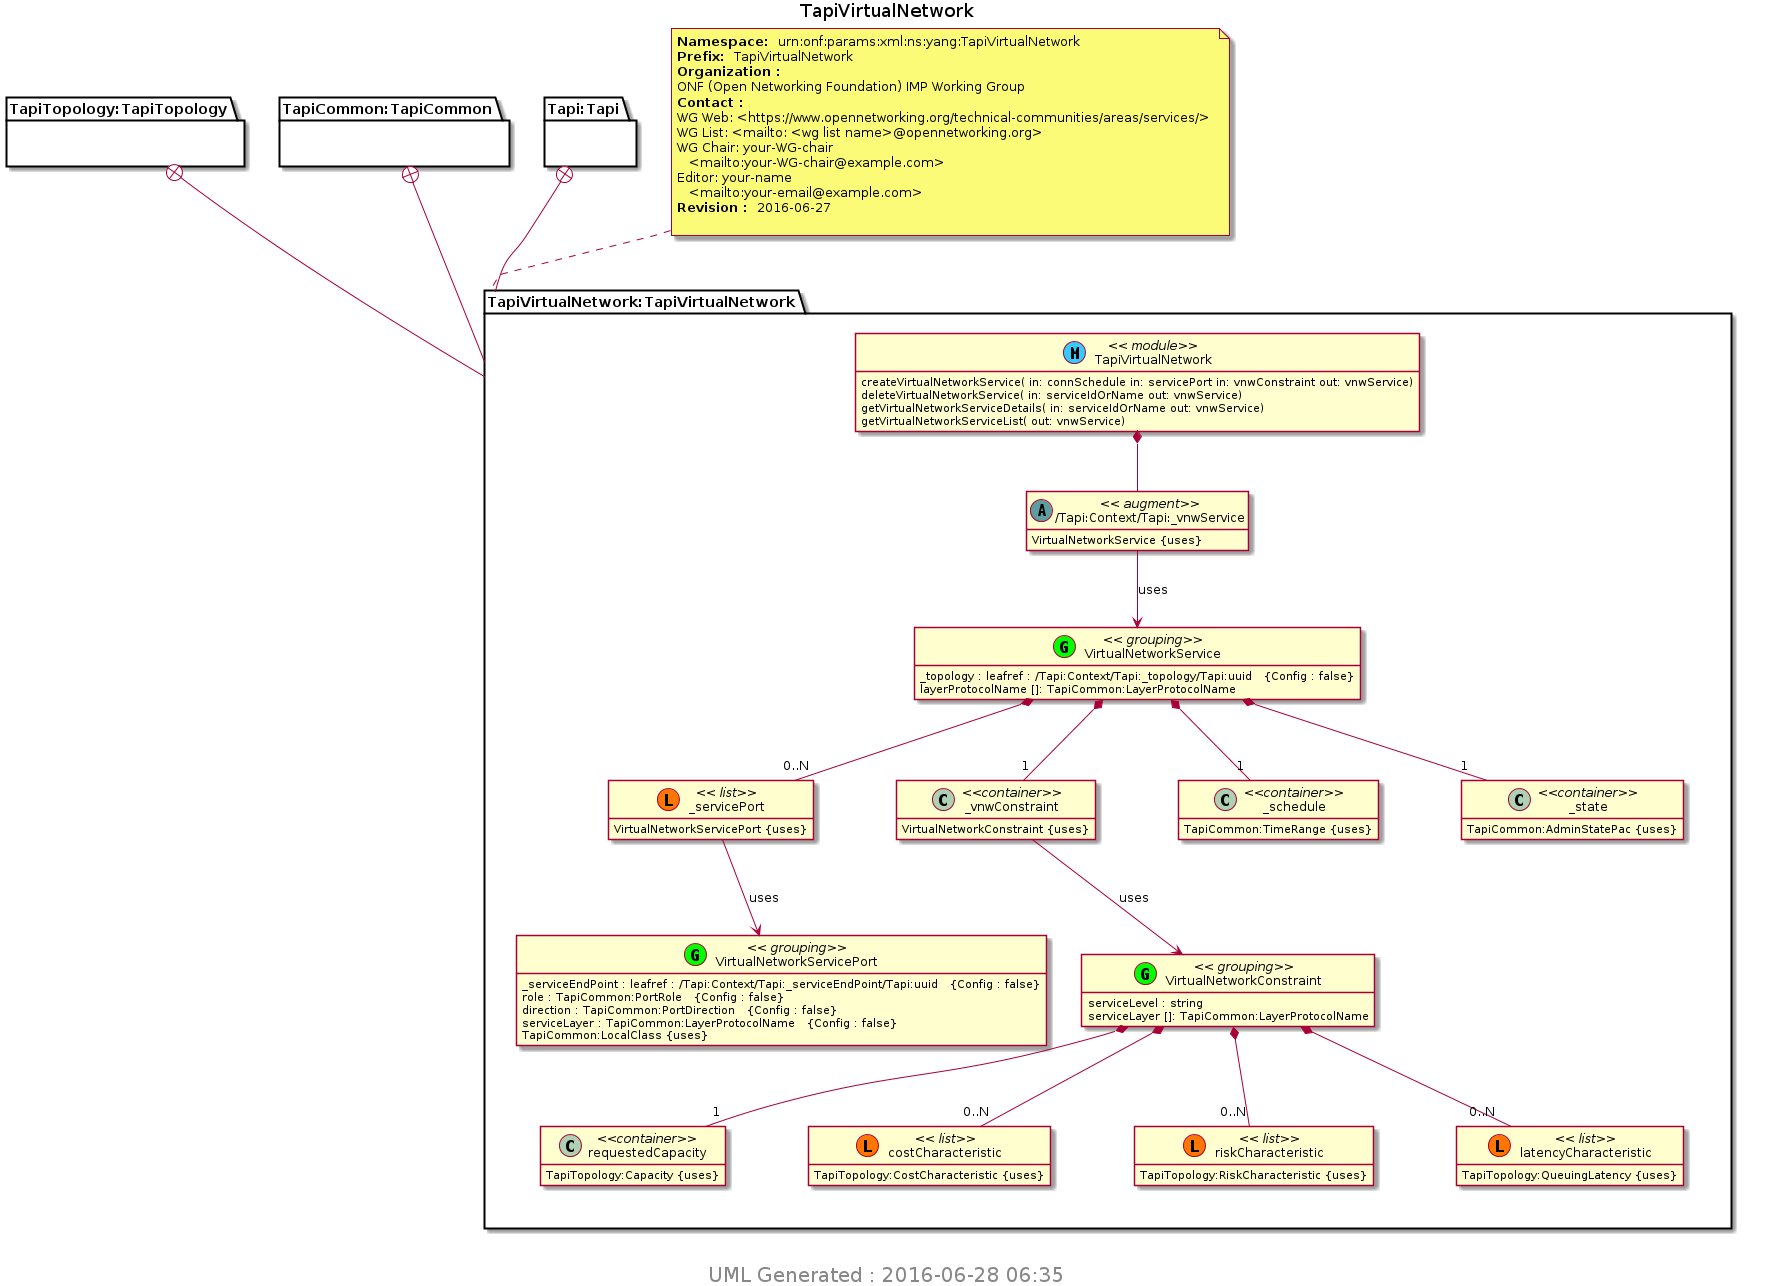 TapiVirtualNetwork
Namespace: urn:onf:params:xml:ns:yang:TapiVirtualNetwork
Prefix: TapiVirtualNetwork
Organization :
ONF (Open Networking Foundation) IMP Working Group
Contact :
WG Web: <https://www.opennetworking.org/technical-communities/areas/services/>
WG List: <mailto: <wg list name>@opennetworking.org>
WG Chair: your-WG-chair
<mailto:your-WG-chair@example.com>
Editor: your-name
<mailto:your-email@example.com>
Revision : 2016-06-27
TapiTopology:TapiTopology
TapiCommon:TapiCommon
Tapi:Tapi
TapiVirtualNetwork:TapiVirtualNetwork
M << module>>
TapiVirtualNetwork
createVirtualNetworkService( in: connSchedule in: servicePort in: vnwConstraint out: vnwService)
deleteVirtualNetworkService( in: serviceIdOrName out: vnwService)
getVirtualNetworkServiceDetails( in: serviceIdOrName out: vnwService)
getVirtualNetworkServiceList( out: vnwService)
A << augment>>
/Tapi:Context/Tapi:_vnwService
VirtualNetworkService {uses}
uses
G << grouping>>
VirtualNetworkService
_topology : leafref : /Tapi:Context/Tapi:_topology/Tapi:uuid {Config : false}
layerProtocolName []: TapiCommon:LayerProtocolName
0..N
1
1
1
L << list>>
_servicePort
VirtualNetworkServicePort {uses}
C <<container>>
_vnwConstraint
VirtualNetworkConstraint {uses}
C <<container>>
_schedule
TapiCommon:TimeRange {uses}
C <<container>>
_state
TapiCommon:AdminStatePac {uses}
uses
uses
G << grouping>>
VirtualNetworkServicePort
_serviceEndPoint : leafref : /Tapi:Context/Tapi:_serviceEndPoint/Tapi:uuid {Config : false}
role : TapiCommon:PortRole {Config : false}
direction : TapiCommon:PortDirection {Config : false}
serviceLayer : TapiCommon:LayerProtocolName {Config : false}
TapiCommon:LocalClass {uses}
G << grouping>>
VirtualNetworkConstraint
serviceLevel : string
serviceLayer []: TapiCommon:LayerProtocolName
1
0..N
0..N
0..N
C <<container>>
requestedCapacity
TapiTopology:Capacity {uses}
L << list>>
costCharacteristic
TapiTopology:CostCharacteristic {uses}
L << list>>
riskCharacteristic
TapiTopology:RiskCharacteristic {uses}
L << list>>
latencyCharacteristic
TapiTopology:QueuingLatency {uses}
UML Generated : 2016-06-28 06:35